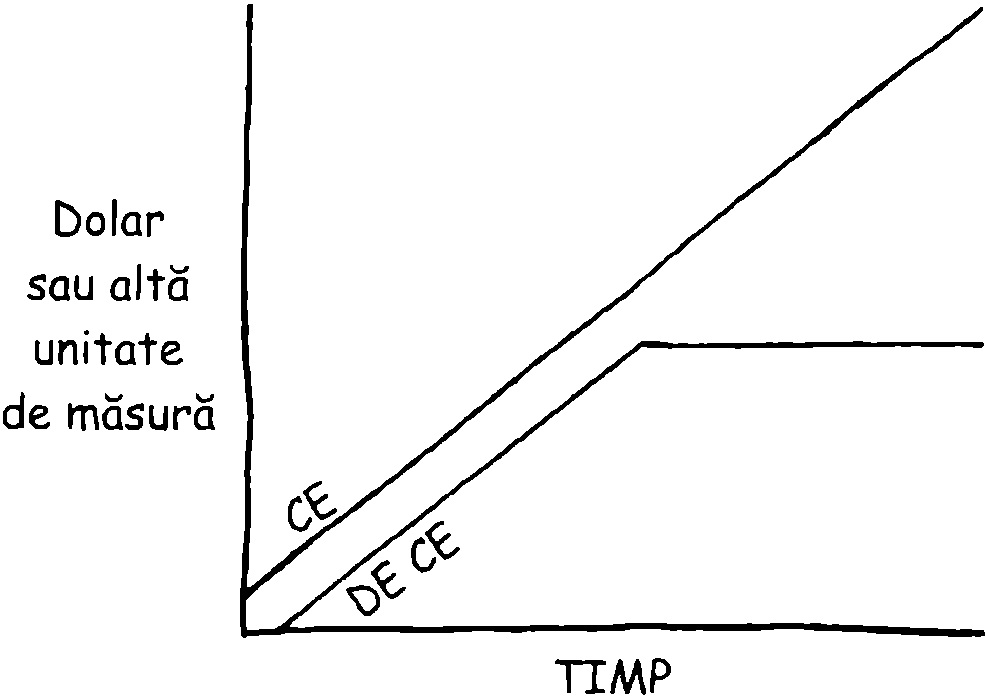 Dolar
sau altă
unitate
de măsură
CE
DE CE
TIMP